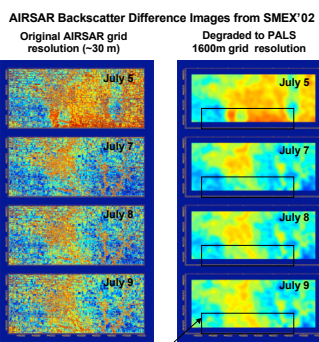 AIRSAR Backscatter Difference Images from SMEX'02
Original AIRSAR grid
resolution (~30 m)
July 5
July 7
July 8
July 9
Degraded to PALS
1600m grid resolution
July 5
July 7
July 8
July 9